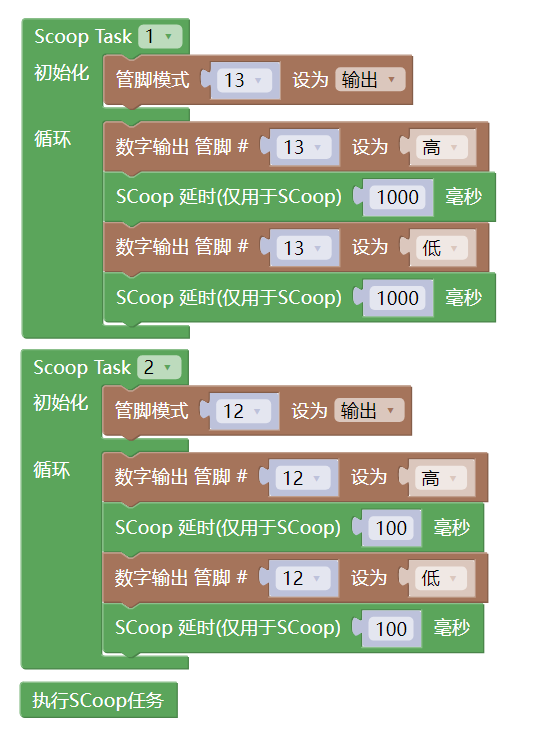 Scoop Task 1
初始化 管脚模式 13 设为 输出
循环 数字输出 管脚 # 13 设为 高
SCoop 延时(仅用于SCoop) 1000 毫秒
数字输出 管脚 # 13 设为 低
SCoop 延时(仅用于SCoop) 1000 毫秒
Scoop Task 2
初始化 管脚模式 12 设为 输出
循环 数字输出 管脚 # 12 设为 高
SCoop 延时(仅用于SCoop) 100 毫秒
数字输出 管脚 # 12 设为 低
SCoop 延时(仅用于SCoop) 100 毫秒
执行SCoop任务